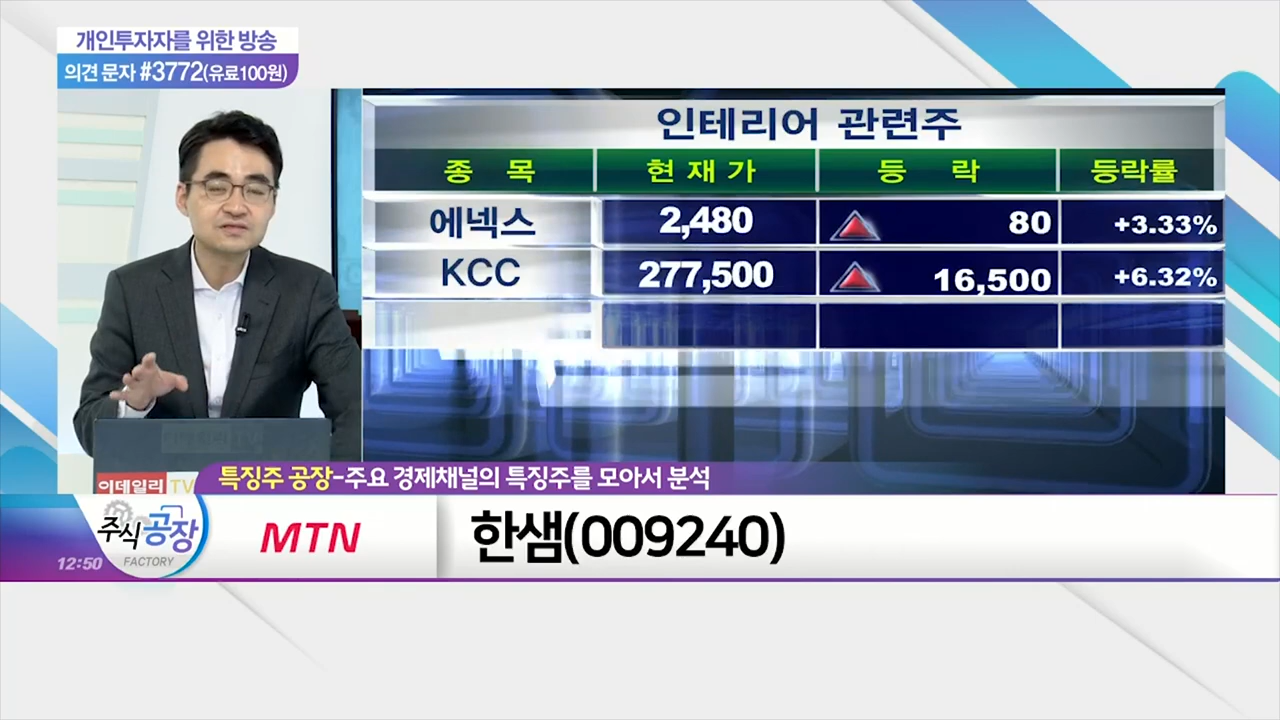 개인투자자를 위한 방송
의견 문자 #3772(유료100원)
인테리어 관련주
종 목 현 재 가 등 락 등락률
에넥스 2,480 80 +3.33%
KCC 277,500 16,500 +6.32%
이데일리 TV
특징주 공장-주요 경제채널의 특징주를 모아서 분석
주식공장
FACTORY
12:50
MTN
한샘(009240)